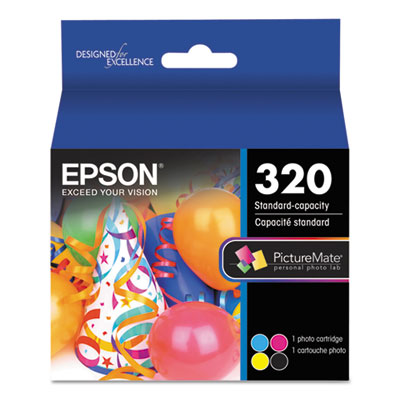 DESIGNED for
EXCELLENCE
EPSON®
EXCEED YOUR VISION
320
Standard-capacity
Capacité standard
PictureMate®
personal photo lab
1 photo cartridge
1 cartouche photo